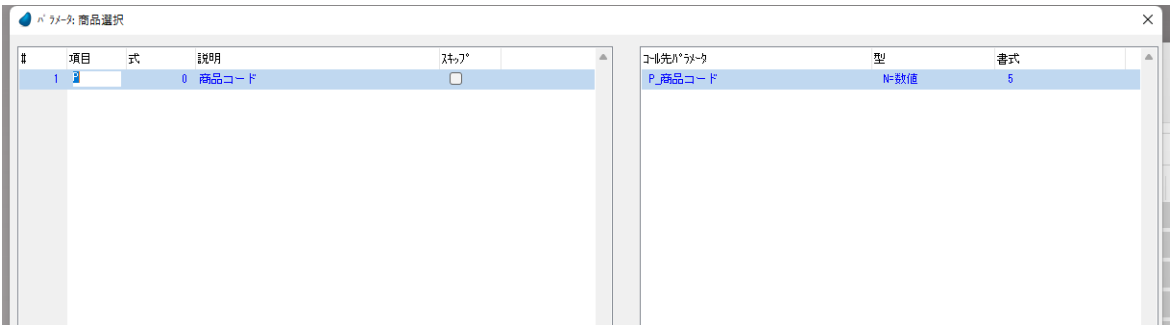 ﾊﾟﾗﾒｰﾀ: 商品選択
# 項目 式 説明 ｽｷｯﾌﾟ
1 P 0 商品コード
ｺｰﾙ先ﾊﾟﾗﾒｰﾀ 型 書式
P_商品コード N=数値 5